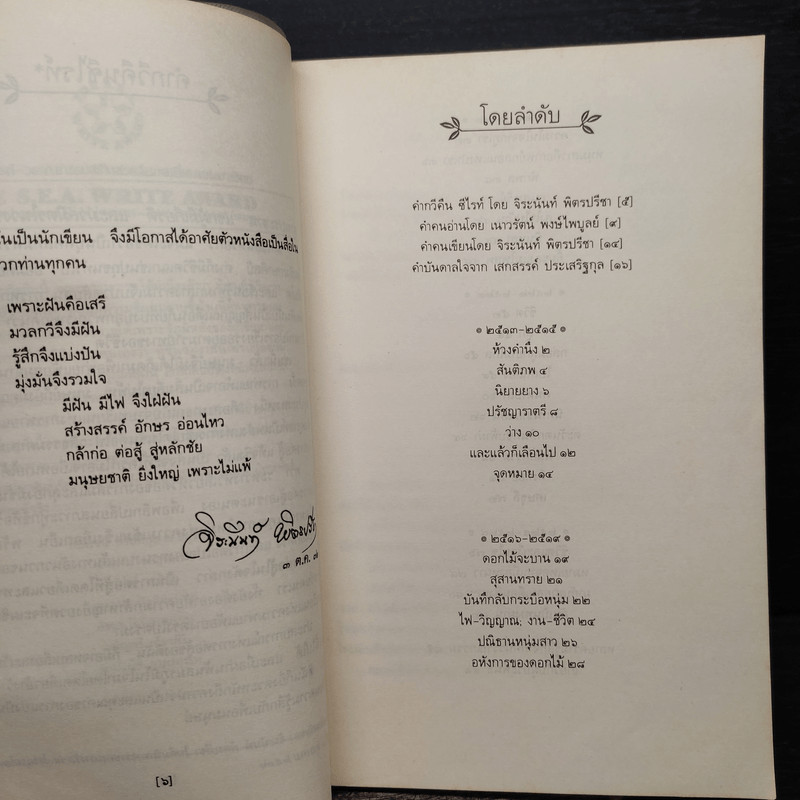 นเป็นนักเขียน จึงมีโอกาสได้อาศัยตัวหนังสือเป็นสื่อใน
วกท่านทุกคน
เพราะฝันคือเสรี
มวลกวีจึงมีฝัน
รู้สึกจึงแบ่งปัน
มุ่งมั่นจึงรวมใจ
มีฝัน มีไฟ จึงใฝ่ฝัน
สร้างสรรค์ อักษร อ่อนไหว
กล้าก่อ ต่อสู้ สู่หลักชัย
มนุษยชาติ ยิ่งใหญ่ เพราะไม่แพ้
จิระนันท์ พิตรปรี
๓ ต.ค.
[๖]
โดยลำดับ
คำกวีคืน ซีไรท์ โดย จิระนันท์ พิตรปรีชา [๕]
คำคนอ่านโดย เนาวรัตน์ พงษ์ไพบูลย์ [๙]
คำคนเขียนโดย จิระนันท์ พิตรปรีชา [๑๔]
คำบันดาลใจจาก เสกสรรค์ ประเสริฐกุล [๑๖]
๒๕๑๓-๒๕๑๕
ห้วงคำนึง ๒
สันติภพ ๔
นิยายยาง ๖
ปรัชญาราตรี ๘
ว่าง ๑๐
และแล้วก็เลือนไป ๑๒
จุดหมาย ๑๔
๒๕๑๖-๒๕๑๙
ดอกไม้จะบาน ๑๙
สุสานทราย ๒๑
บันทึกลับกระบือหนุ่ม ๒๒
ไฟ-วิญญาณ; งาน-ชีวิต ๒๔
ปณิธานหนุ่มสาว ๒๖
อหังการของดอกไม้ ๒๘